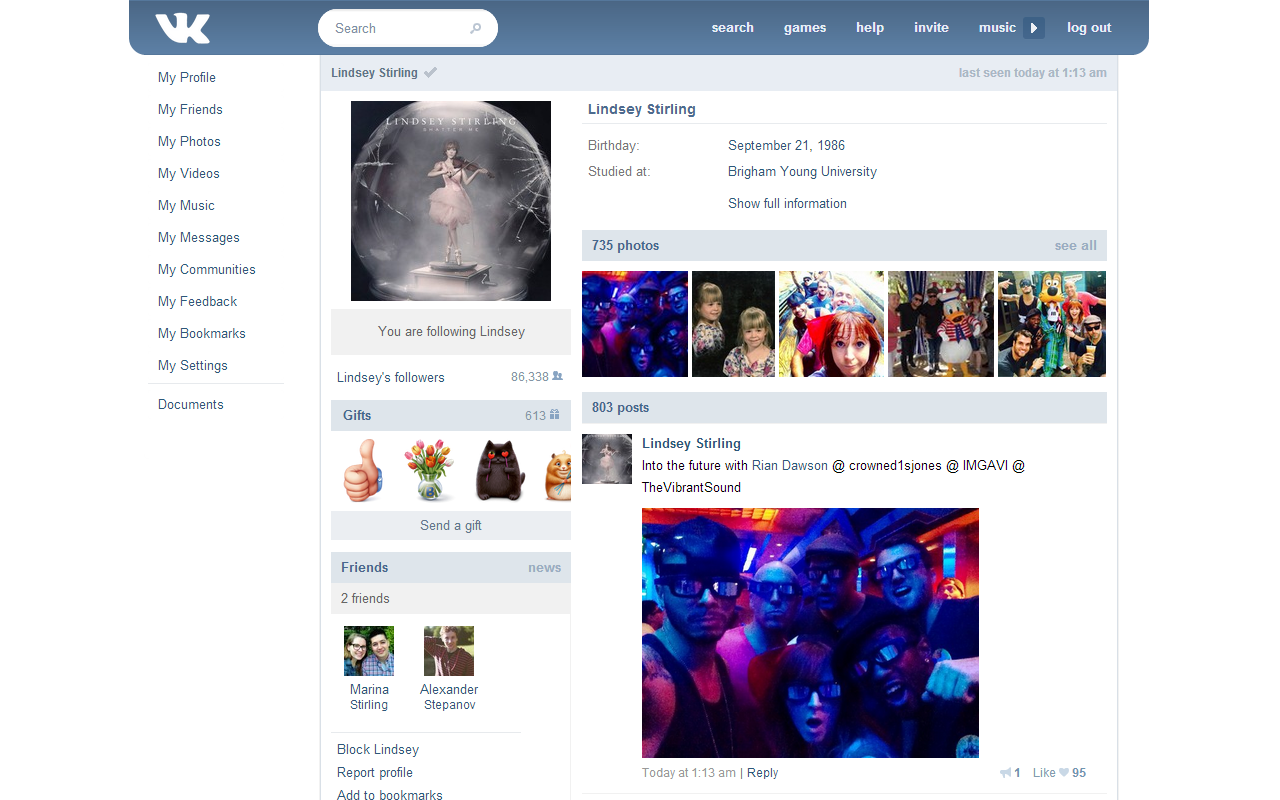 VK
Search
search games help invite music log out
My Profile
My Friends
My Photos
My Videos
My Music
My Messages
My Communities
My Feedback
My Bookmarks
My Settings
Documents
Lindsey Stirling
last seen today at 1:13 am
LINDSEY STIRLING
SHATTER ME
You are following Lindsey
Lindsey's followers 86,338
Gifts 613
Send a gift
Friends news
2 friends
Marina
Stirling
Alexander
Stepanov
Block Lindsey
Report profile
Add to bookmarks
Lindsey Stirling
Birthday: September 21, 1986
Studied at: Brigham Young University
Show full information
735 photos see all
803 posts
Lindsey Stirling
Into the future with Rian Dawson @ crowned1sjones @ IMGAVI @
TheVibrantSound
Today at 1:13 am | Reply 1 Like 95